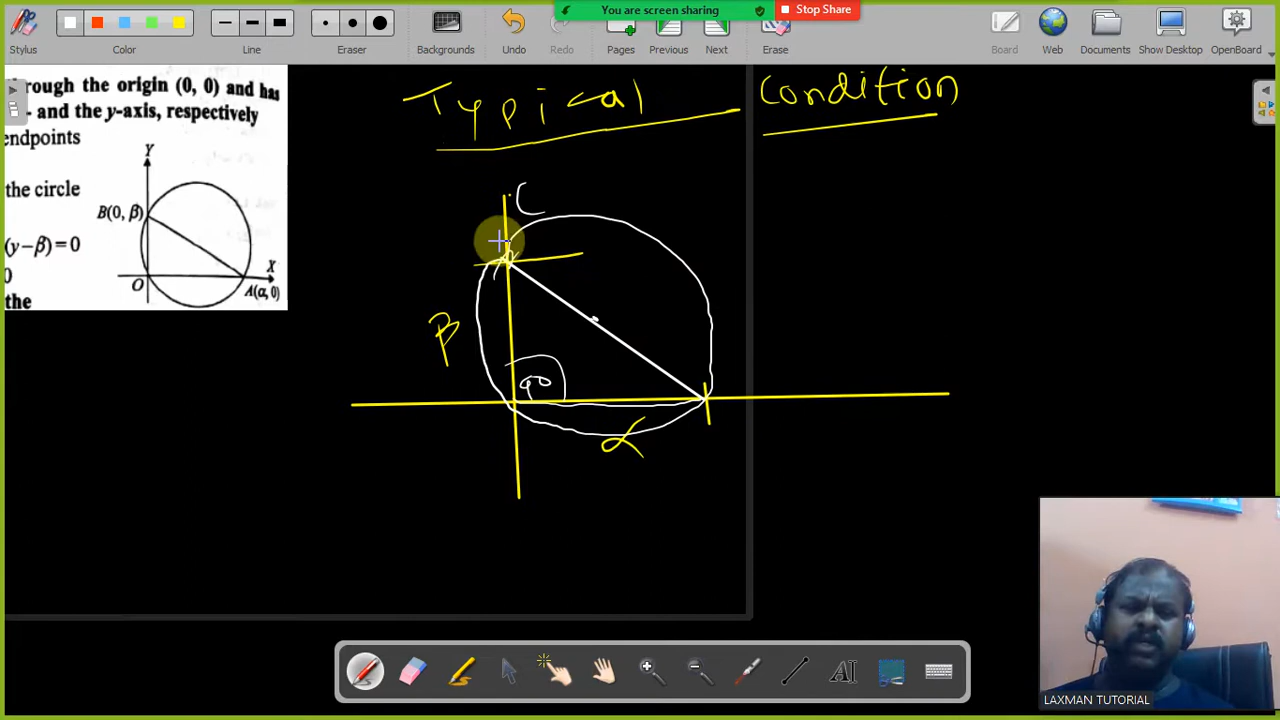 You are screen sharing
Stop Share
Stylus
Color
Line
Eraser
Backgrounds
Undo
Redo
Pages
Previous
Next
Erase
Board
Web
Documents
Show Desktop
OpenBoard
rough the origin (0, 0) and has
- and the y-axis, respectively
endpoints
the circle
(y−β)=0
0
the
Y
B(0, β)
O
X
A(α, 0)
Typical condition
C
β
90
α
AI
LAXMAN TUTORIAL